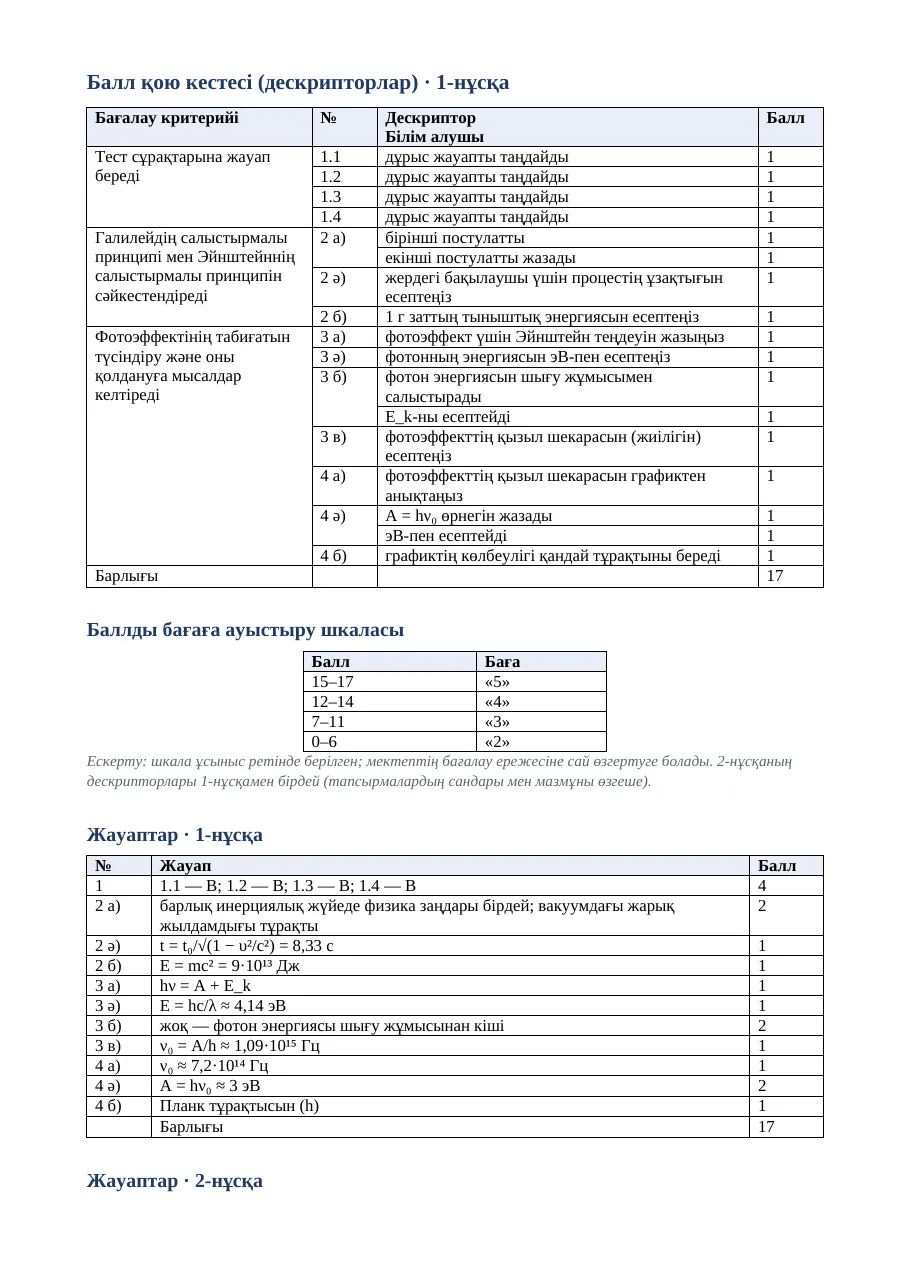 Балл қою кестесі (дескрипторлар) · 1-нұсқа
Бағалау критерийі № Дескриптор Балл
Білім алушы
Тест сұрақтарына жауап 1.1 дұрыс жауапты таңдайды 1
береді 1.2 дұрыс жауапты таңдайды 1
1.3 дұрыс жауапты таңдайды 1
1.4 дұрыс жауапты таңдайды 1
Галилейдің салыстырмалы 2 а) бірінші постулатты 1
принципі мен Эйнштейннің екінші постулатты жазады 1
салыстырмалы принципін 2 ә) жердегі бақылаушы үшін процестің ұзақтығын 1
сәйкестендіреді есептеңіз
2 б) 1 г заттың тыныштық энергиясын есептеңіз 1
Фотоэффектінің табиғатын 3 а) фотоэффект үшін Эйнштейн теңдеуін жазыңыз 1
түсіндіру және оны 3 ә) фотонның энергиясын эВ-пен есептеңіз 1
қолдануға мысалдар 3 б) фотон энергиясын шығу жұмысымен 1
келтіреді салыстырады
E_k-ны есептейді 1
3 в) фотоэффекттің қызыл шекарасын (жиілігін) 1
есептеңіз
4 а) фотоэффекттің қызыл шекарасын графиктен 1
анықтаңыз
4 ә) A = hν₀ өрнегін жазады 1
эВ-пен есептейді 1
4 б) графиктің көлбеулігі қандай тұрақтыны береді 1
Барлығы 17
Баллды бағаға ауыстыру шкаласы
Балл Баға
15–17 «5»
12–14 «4»
7–11 «3»
0–6 «2»
Ескерту: шкала ұсыныс ретінде берілген; мектептің бағалау ережесіне сай өзгертуге болады. 2-нұсқаның
дескрипторлары 1-нұсқамен бірдей (тапсырмалардың сандары мен мазмұны өзгеше).
Жауаптар · 1-нұсқа
№ Жауап Балл
1 1.1 — B; 1.2 — B; 1.3 — B; 1.4 — B 4
2 а) барлық инерциялық жүйеде физика заңдары бірдей; вакуумдағы жарық 2
жылдамдығы тұрақты
2 ә) t = t₀/√(1 − υ²/c²) = 8,33 с 1
2 б) E = mc² = 9·10¹³ Дж 1
3 а) hν = A + E_k 1
3 ә) E = hc/λ ≈ 4,14 эВ 1
3 б) жоқ — фотон энергиясы шығу жұмысынан кіші 2
3 в) ν₀ = A/h ≈ 1,09·10¹⁵ Гц 1
4 а) ν₀ ≈ 7,2·10¹⁴ Гц 1
4 ә) A = hν₀ ≈ 3 эВ 2
4 б) Планк тұрақтысын (h) 1
Барлығы 17
Жауаптар · 2-нұсқа